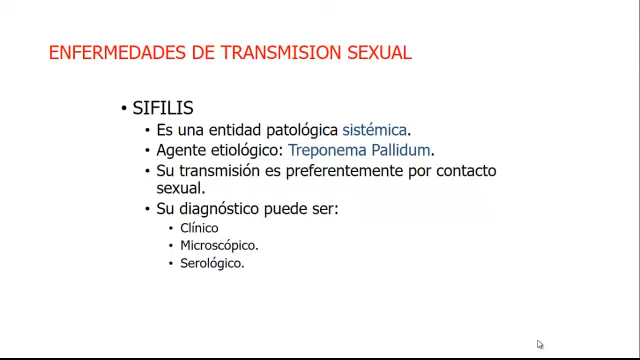 ENFERMEDADES DE TRANSMISION SEXUAL
• SIFILIS
• Es una entidad patológica sistémica.
• Agente etiológico: Treponema Pallidum.
• Su transmisión es preferentemente por contacto
sexual.
• Su diagnóstico puede ser:
• Clínico
• Microscópico.
• Serológico.